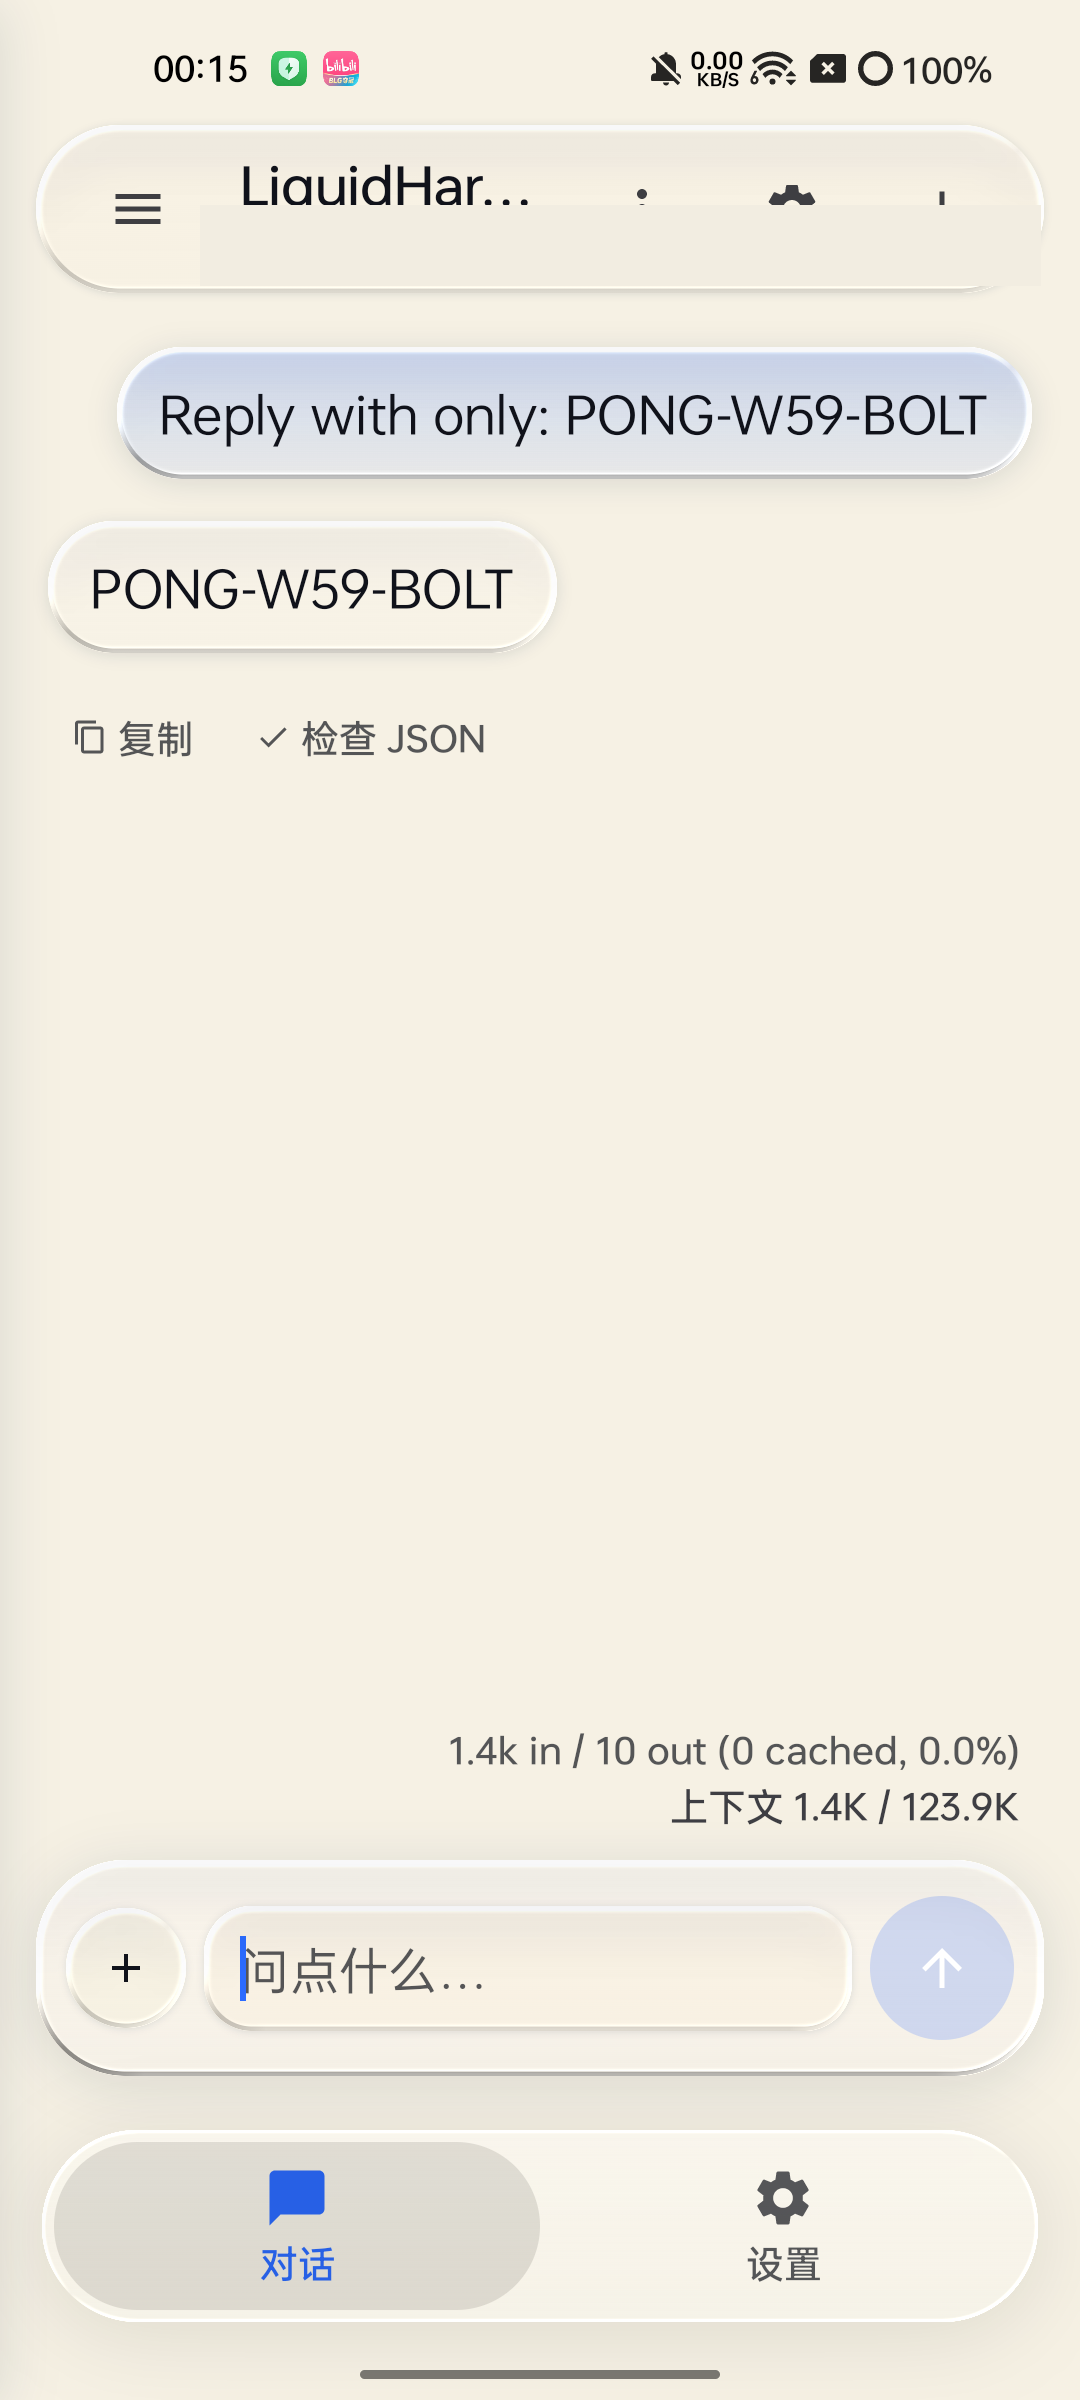 00:15
0.00
KB/S
100%
LiquidHar...
Reply with only: PONG-W59-BOLT
PONG-W59-BOLT
复制
检查 JSON
1.4k in / 10 out (0 cached, 0.0%)
上下文 1.4K / 123.9K
问点什么...
对话
设置